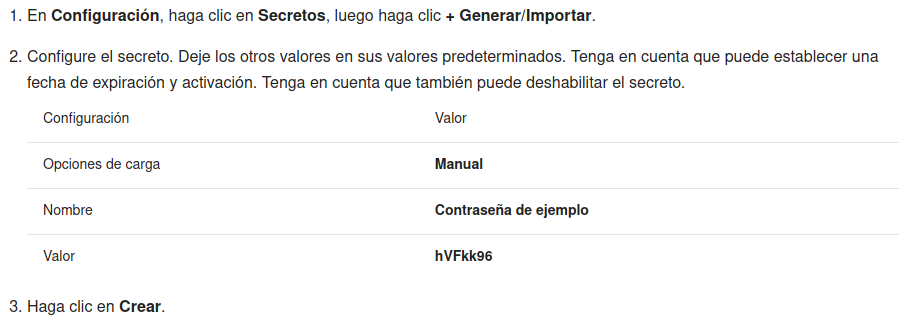 1. En Configuración, haga clic en Secretos, luego haga clic + Generar/Importar.
2. Configure el secreto. Deje los otros valores en sus valores predeterminados. Tenga en cuenta que puede establecer una
fecha de expiración y activación. Tenga en cuenta que también puede deshabilitar el secreto.
Configuración Valor
Opciones de carga Manual
Nombre Contraseña de ejemplo
Valor hVFkk96
3. Haga clic en Crear.